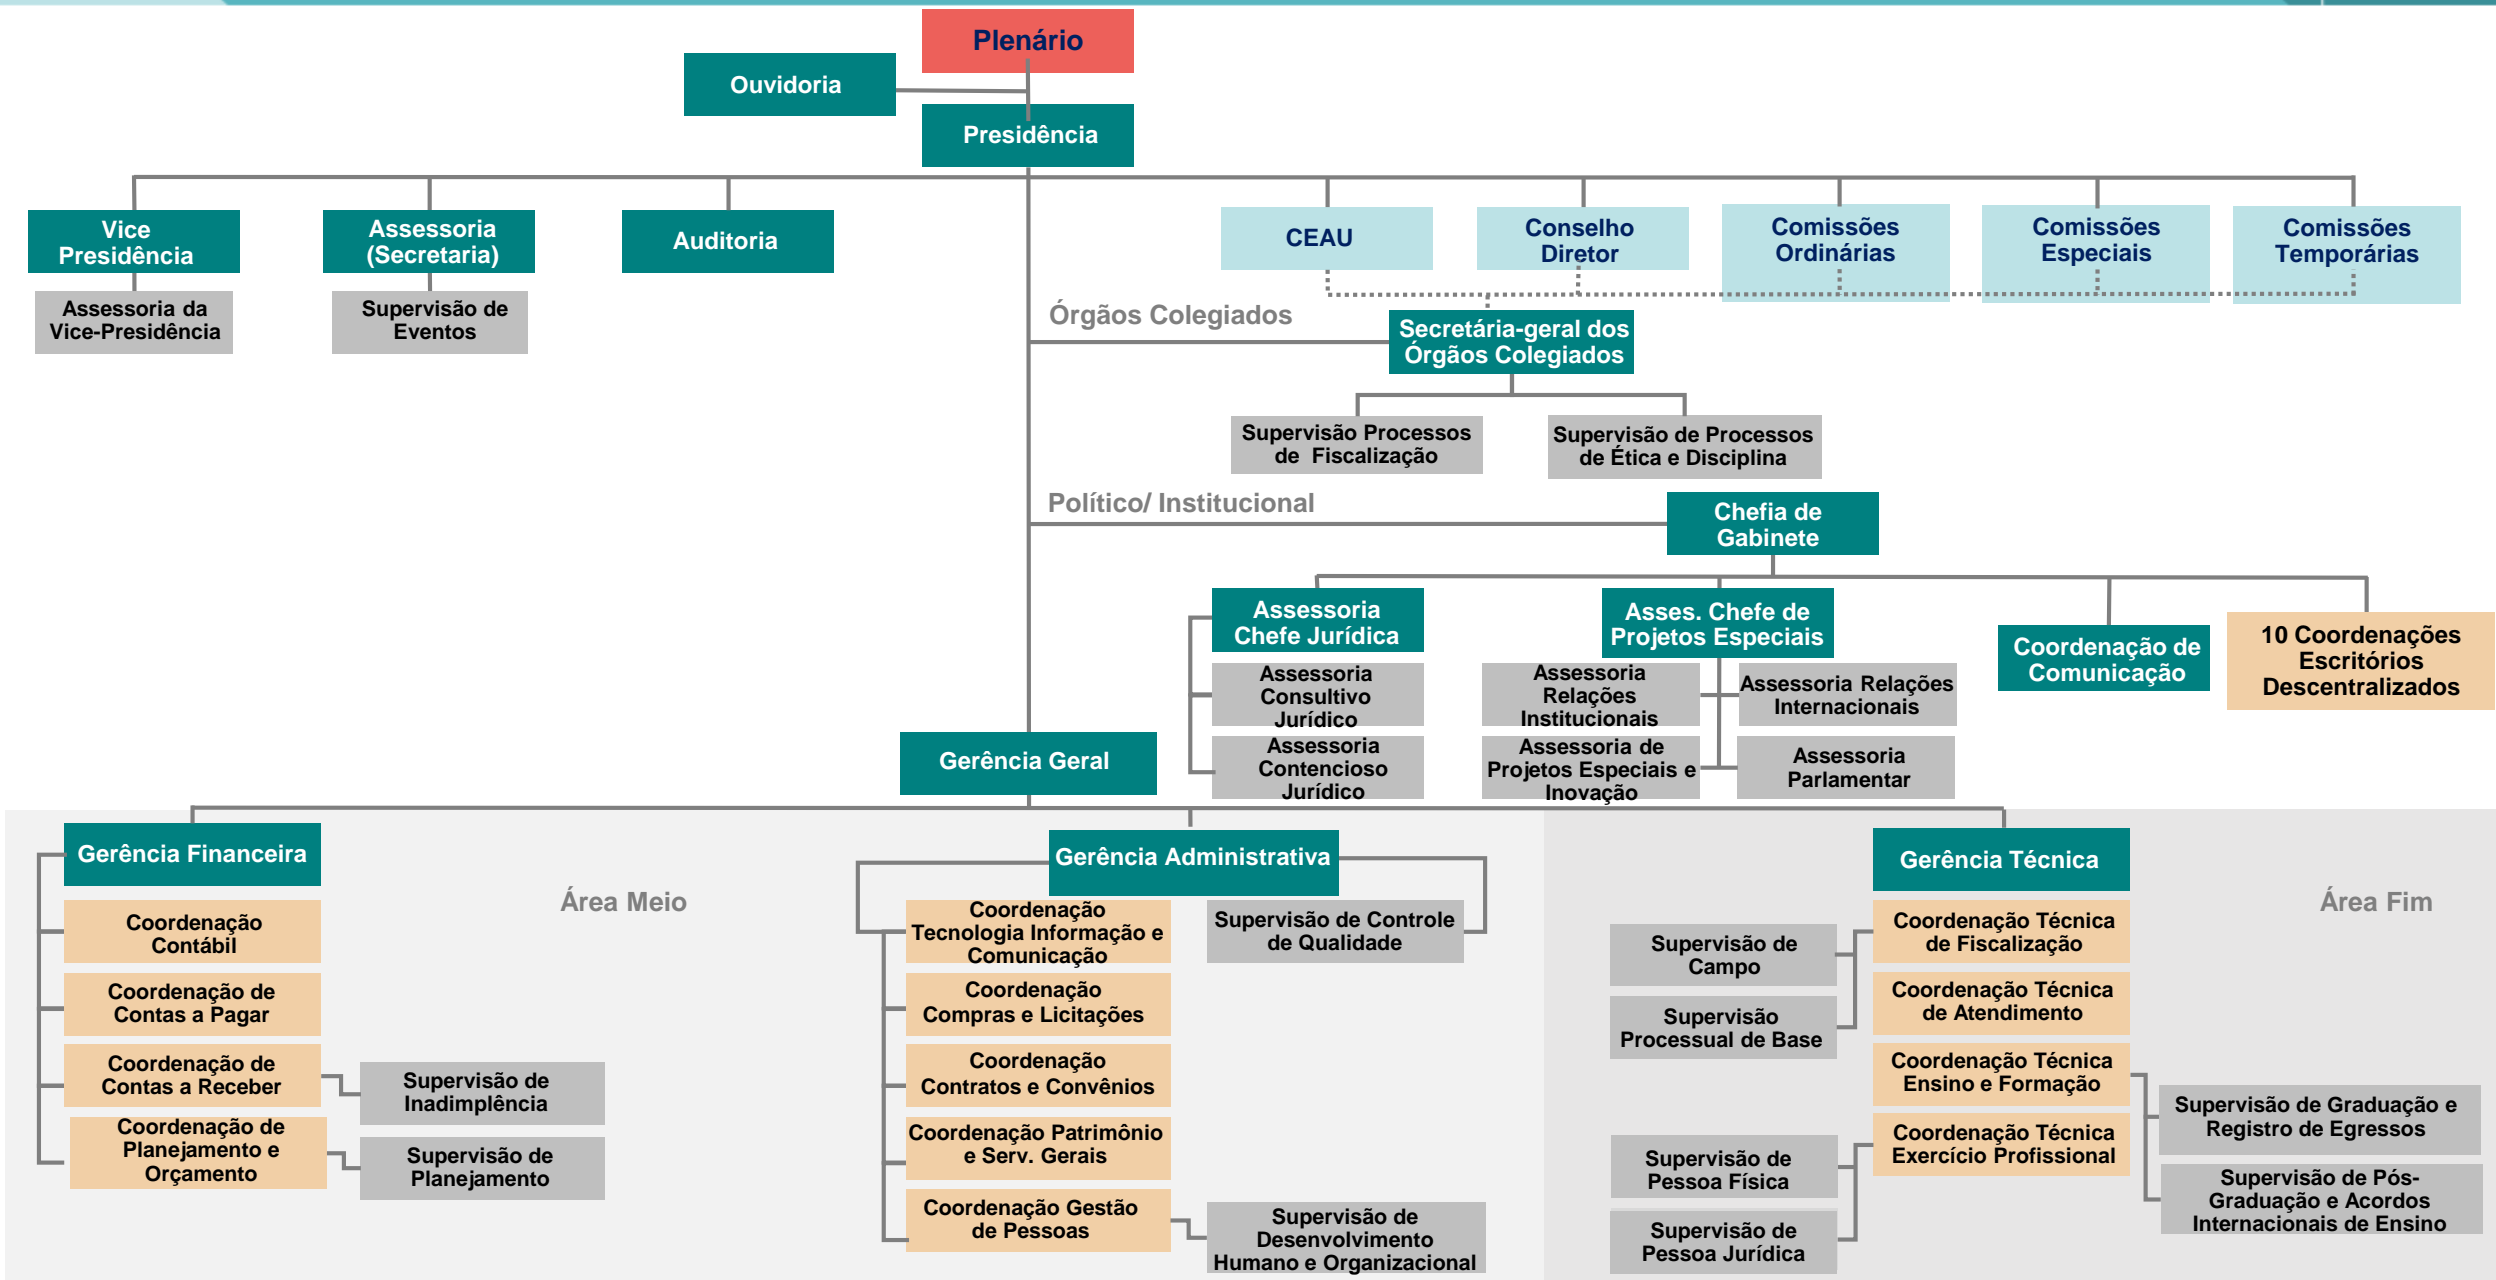 Plenário
Ouvidoria
Presidência
Vice
Presidência
Assessoria
(Secretaria)
Auditoria
CEAU
Conselho
Diretor
Comissões
Ordinárias
Comissões
Especiais
Comissões
Temporárias
Assessoria da
Vice-Presidência
Supervisão de
Eventos
Órgãos Colegiados
Secretária-geral dos
Órgãos Colegiados
Supervisão Processos
de Fiscalização
Supervisão de Processos
de Ética e Disciplina
Político/ Institucional
Chefia de
Gabinete
Assessoria
Chefe Jurídica
Asses. Chefe de
Projetos Especiais
Coordenação de
Comunicação
10 Coordenações
Escritórios
Descentralizados
Assessoria
Consultivo
Jurídico
Assessoria
Relações
Institucionais
Assessoria Relações
Internacionais
Assessoria
Contencioso
Jurídico
Assessoria de
Projetos Especiais e
Inovação
Assessoria
Parlamentar
Gerência Geral
Gerência Financeira
Gerência Administrativa
Gerência Técnica
Área Meio
Área Fim
Coordenação
Contábil
Coordenação de
Contas a Pagar
Coordenação de
Contas a Receber
Supervisão de
Inadimplência
Coordenação de
Planejamento e
Orçamento
Supervisão de
Planejamento
Coordenação
Tecnologia Informação e
Comunicação
Supervisão de Controle
de Qualidade
Coordenação
Compras e Licitações
Coordenação
Contratos e Convênios
Coordenação Patrimônio
e Serv. Gerais
Coordenação Gestão
de Pessoas
Supervisão de
Desenvolvimento
Humano e Organizacional
Coordenação Técnica
de Fiscalização
Supervisão de
Campo
Supervisão
Processual de Base
Coordenação Técnica
de Atendimento
Coordenação Técnica
Ensino e Formação
Supervisão de Graduação e
Registro de Egressos
Supervisão de Pós-
Graduação e Acordos
Internacionais de Ensino
Coordenação Técnica
Exercício Profissional
Supervisão de
Pessoa Física
Supervisão de
Pessoa Jurídica